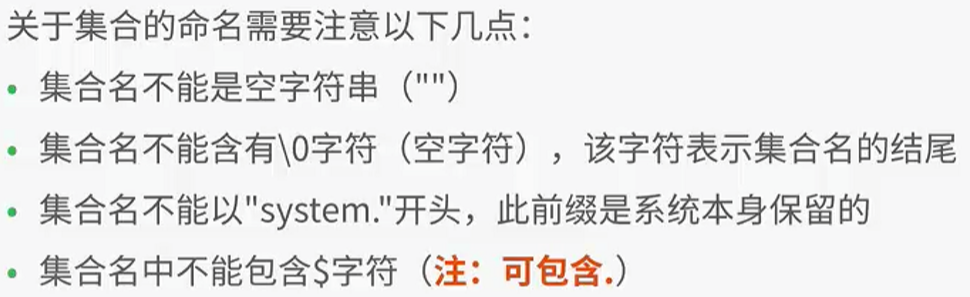 关于集合的命名需要注意以下几点：
• 集合名不能是空字符串（""）
• 集合名不能含有\0字符（空字符），该字符表示集合名的结尾
• 集合名不能以"system."开头，此前缀是系统本身保留的
• 集合名中不能包含$字符（注：可包含.）